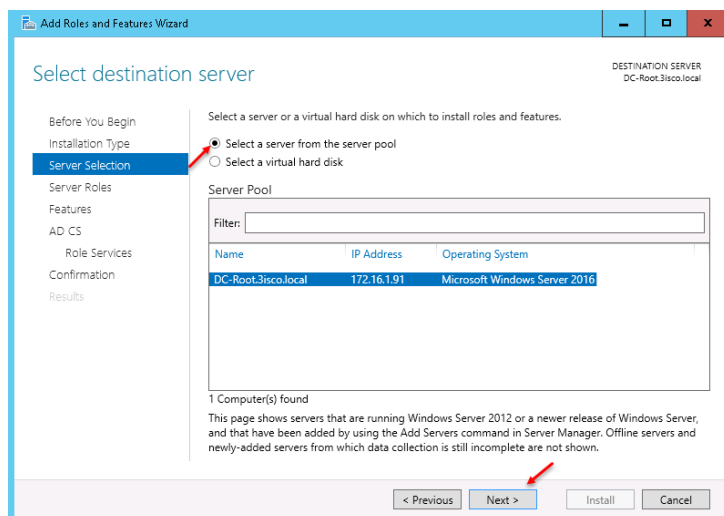 Add Roles and Features Wizard
Select destination server
DESTINATION SERVER
DC-Root.3isco.local
Before You Begin
Installation Type
Server Selection
Server Roles
Features
AD CS
Role Services
Confirmation
Results
Select a server or a virtual hard disk on which to install roles and features.
Select a server from the server pool
Select a virtual hard disk
Server Pool
Filter:
Name IP Address Operating System
DC-Root.3isco.local 172.16.1.91 Microsoft Windows Server 2016
1 Computer(s) found
This page shows servers that are running Windows Server 2012 or a newer release of Windows Server,
and that have been added by using the Add Servers command in Server Manager. Offline servers and
newly-added servers from which data collection is still incomplete are not shown.
< Previous Next > Install Cancel